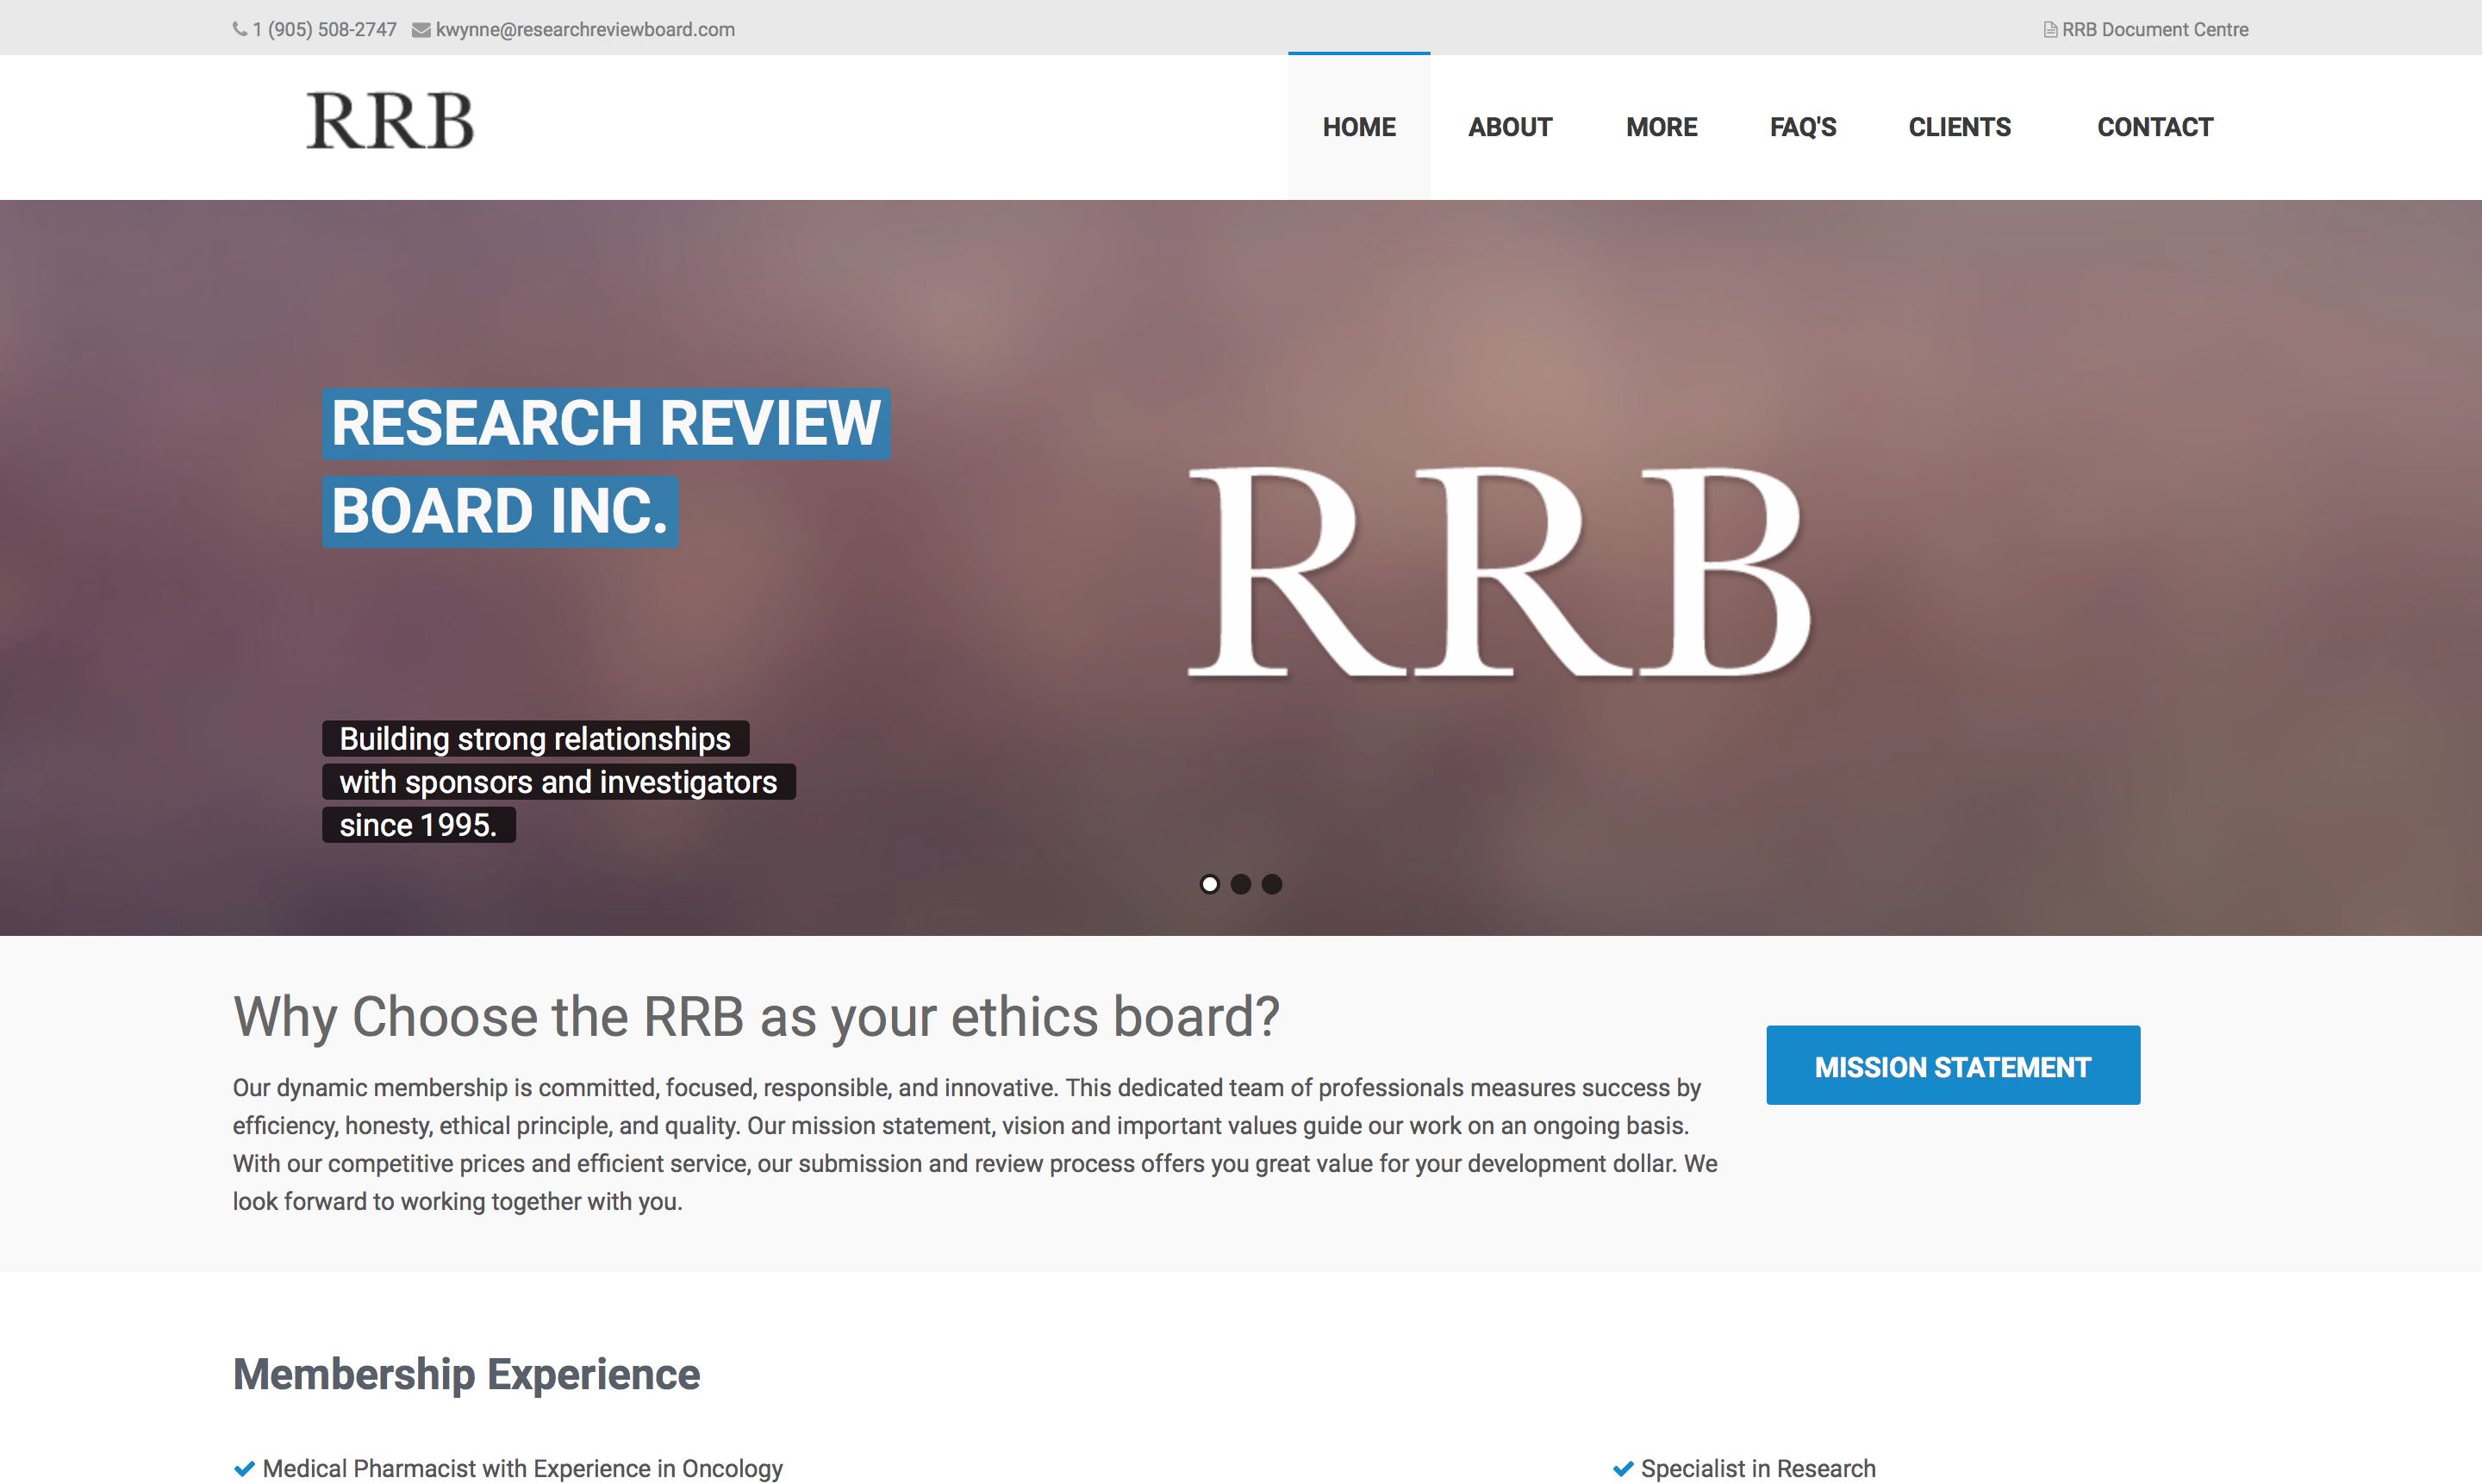 1 (905) 508-2747 kwynne@researchreviewboard.com RRB Document Centre
RRB
HOME ABOUT MORE FAQ'S CLIENTS CONTACT
RESEARCH REVIEW
BOARD INC.
RRB
Building strong relationships
with sponsors and investigators
since 1995.
Why Choose the RRB as your ethics board?
Our dynamic membership is committed, focused, responsible, and innovative. This dedicated team of professionals measures success by
efficiency, honesty, ethical principle, and quality. Our mission statement, vision and important values guide our work on an ongoing basis.
With our competitive prices and efficient service, our submission and review process offers you great value for your development dollar. We
look forward to working together with you.
MISSION STATEMENT
Membership Experience
Medical Pharmacist with Experience in Oncology
Specialist in Research